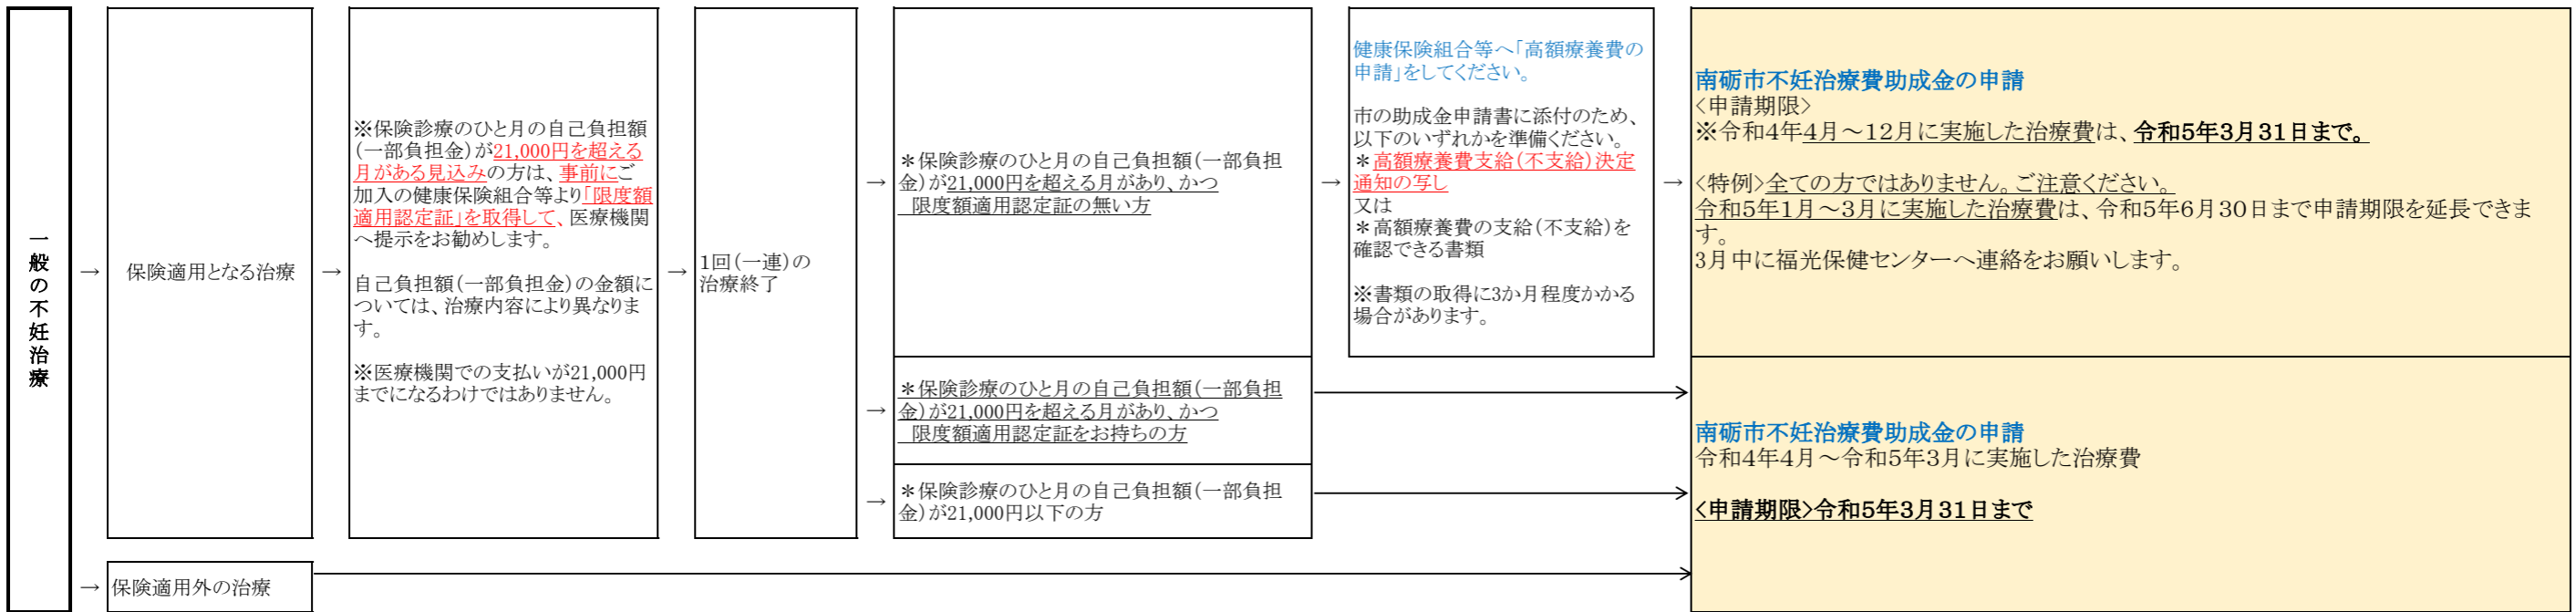 一般の不妊治療
→
保険適用となる治療
→
※保険診療のひと月の自己負担額
(一部負担金)が21,000円を超える
月がある見込みの方は、事前にご
加入の健康保険組合等より「限度額
適用認定証」を取得して、医療機関
へ提示をお勧めします。
自己負担額(一部負担金)の金額に
ついては、治療内容により異なりま
す。
※医療機関での支払いが21,000円
までになるわけではありません。
→
1回(一連)の
治療終了
→
＊保険診療のひと月の自己負担額(一部負担
金)が21,000円を超える月があり、かつ
限度額適用認定証の無い方
→
健康保険組合等へ「高額療養費の
申請」をしてください。
市の助成金申請書に添付のため、
以下のいずれかを準備ください。
＊高額療養費支給(不支給)決定
通知の写し
又は
＊高額療養費の支給(不支給)を
確認できる書類
※書類の取得に3か月程度かかる
場合があります。
→
南砺市不妊治療費助成金の申請
<申請期限>
※令和4年4月～12月に実施した治療費は、令和5年3月31日まで。
<特例>全ての方ではありません。ご注意ください。
令和5年1月～3月に実施した治療費は、令和5年6月30日まで申請期限を延長できま
す。
3月中に福光保健センターへ連絡をお願いします。
→
＊保険診療のひと月の自己負担額(一部負担
金)が21,000円を超える月があり、かつ
限度額適用認定証をお持ちの方
→
＊保険診療のひと月の自己負担額(一部負担
金)が21,000円以下の方
南砺市不妊治療費助成金の申請
令和4年4月～令和5年3月に実施した治療費
<申請期限>令和5年3月31日まで
→
保険適用外の治療